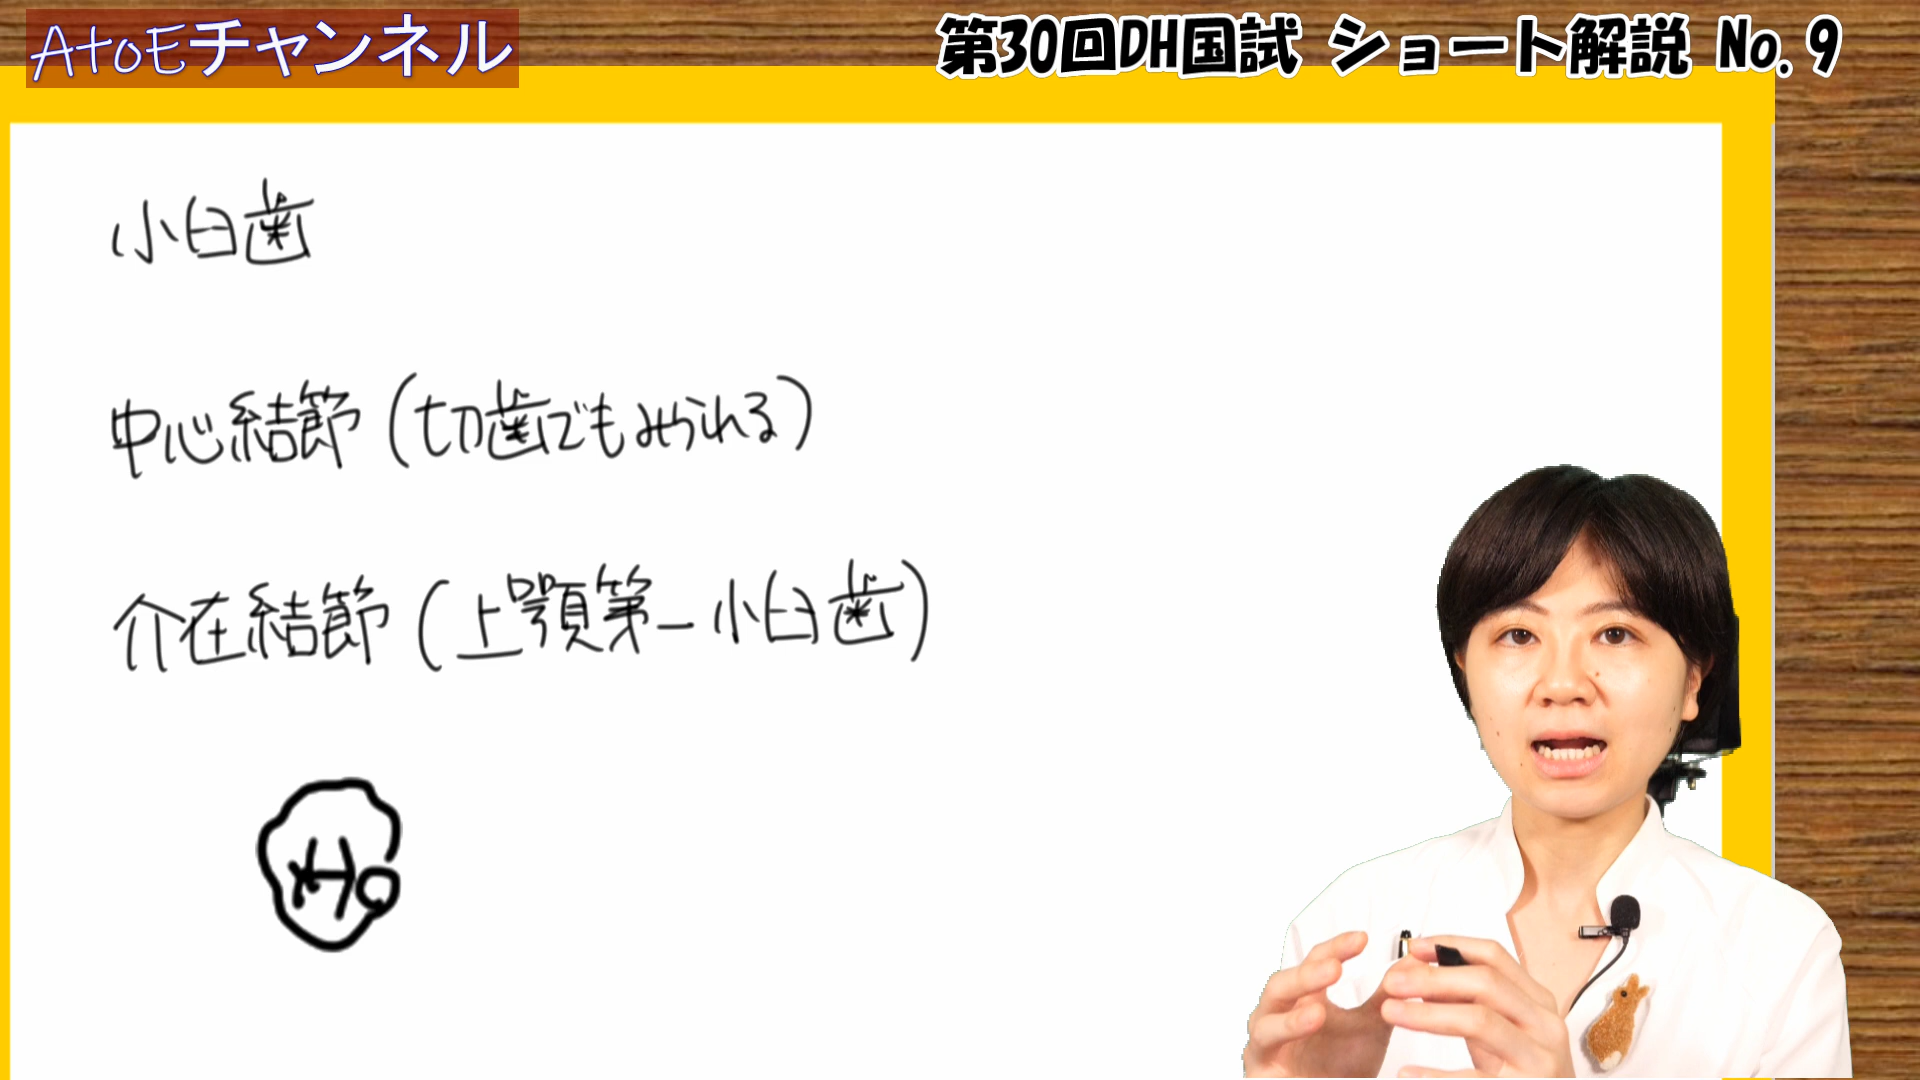 AtoEチャンネル
第30回DH国試 ショート解説 No.9
小臼歯
中心結節(切歯でもみられる)
介在結節(上顎第一小臼歯)